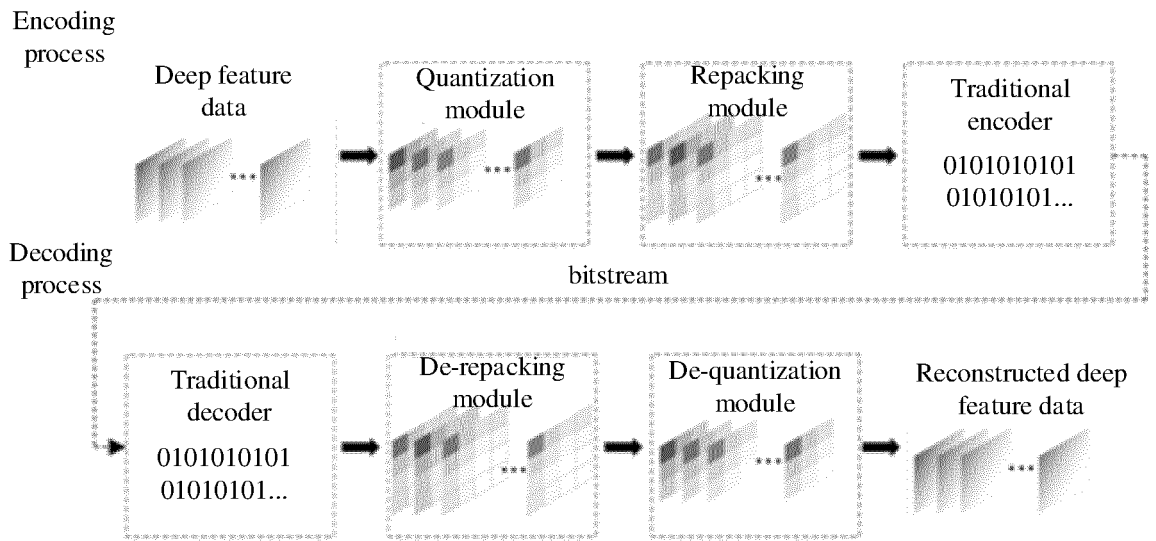 Encoding
process
Deep feature
data
Quantization
module
Repacking
module
Traditional
encoder
0101010101
01010101...
Decoding
process
bitstream
Traditional
decoder
0101010101
01010101...
De-repacking
module
De-quantization
module
Reconstructed deep
feature data